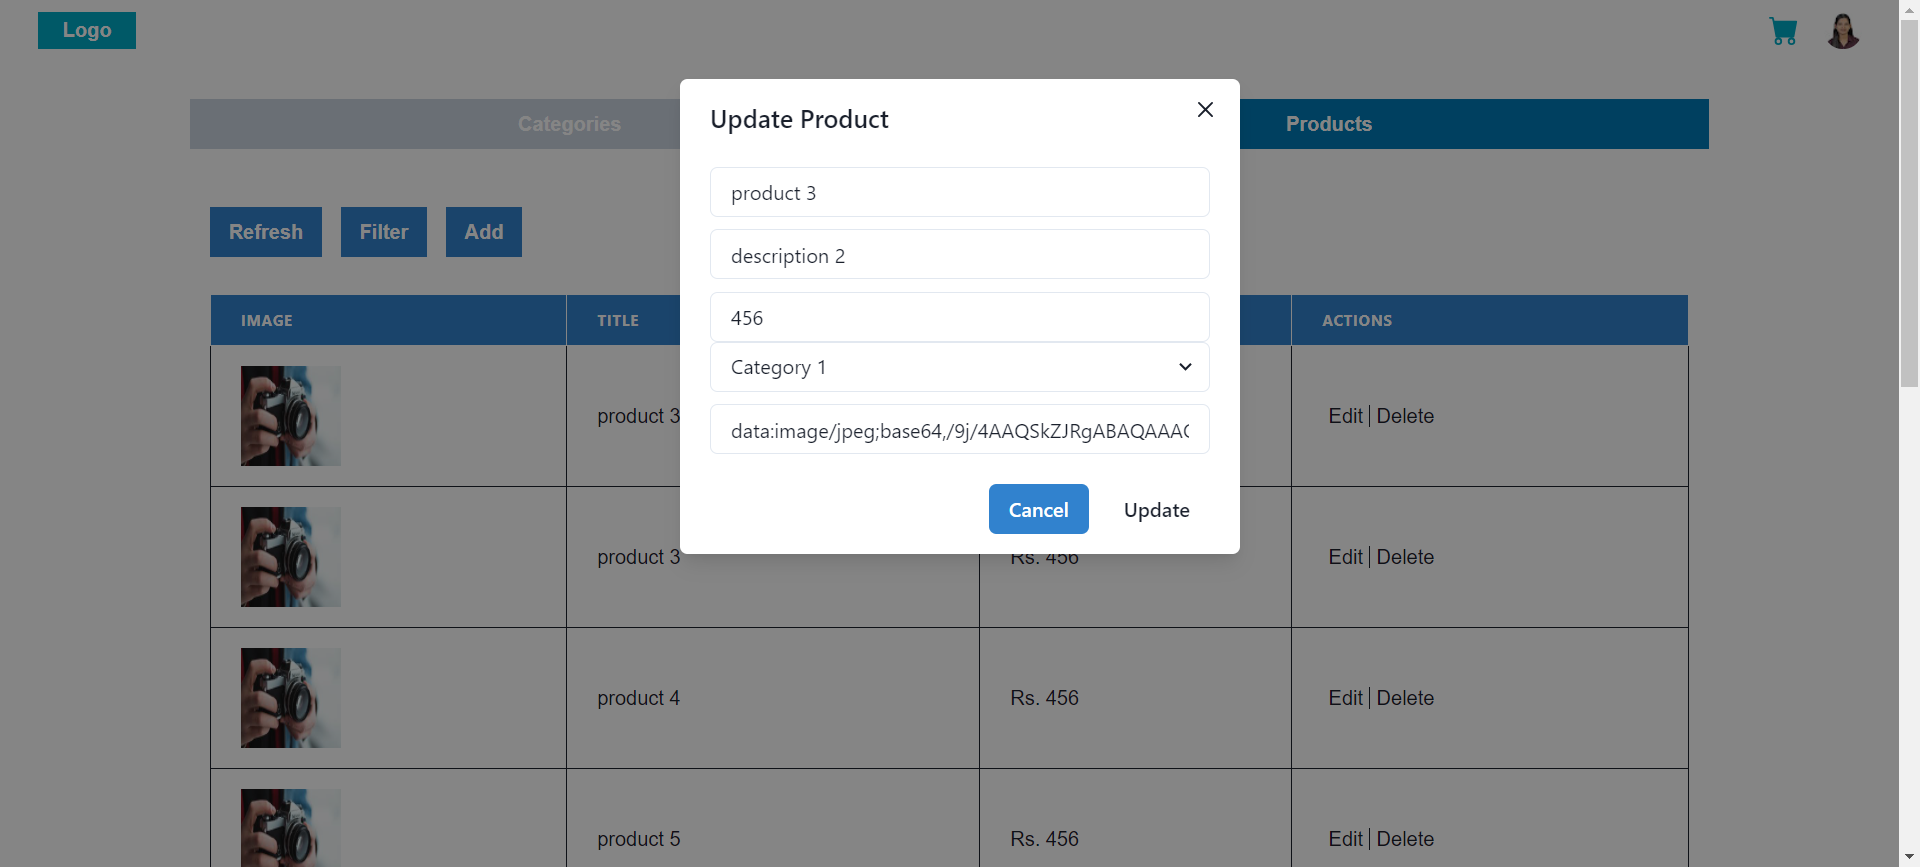 Logo
Categories
Products
Update Product
product 3
description 2
456
Category 1
data:image/jpeg;base64,/9j/4AAQSkZJRgABAQAAAQ
Cancel
Update
Refresh
Filter
Add
IMAGE
TITLE
ACTIONS
product 3
Edit | Delete
product 3
Rs. 456
Edit | Delete
product 4
Rs. 456
Edit | Delete
product 5
Rs. 456
Edit | Delete